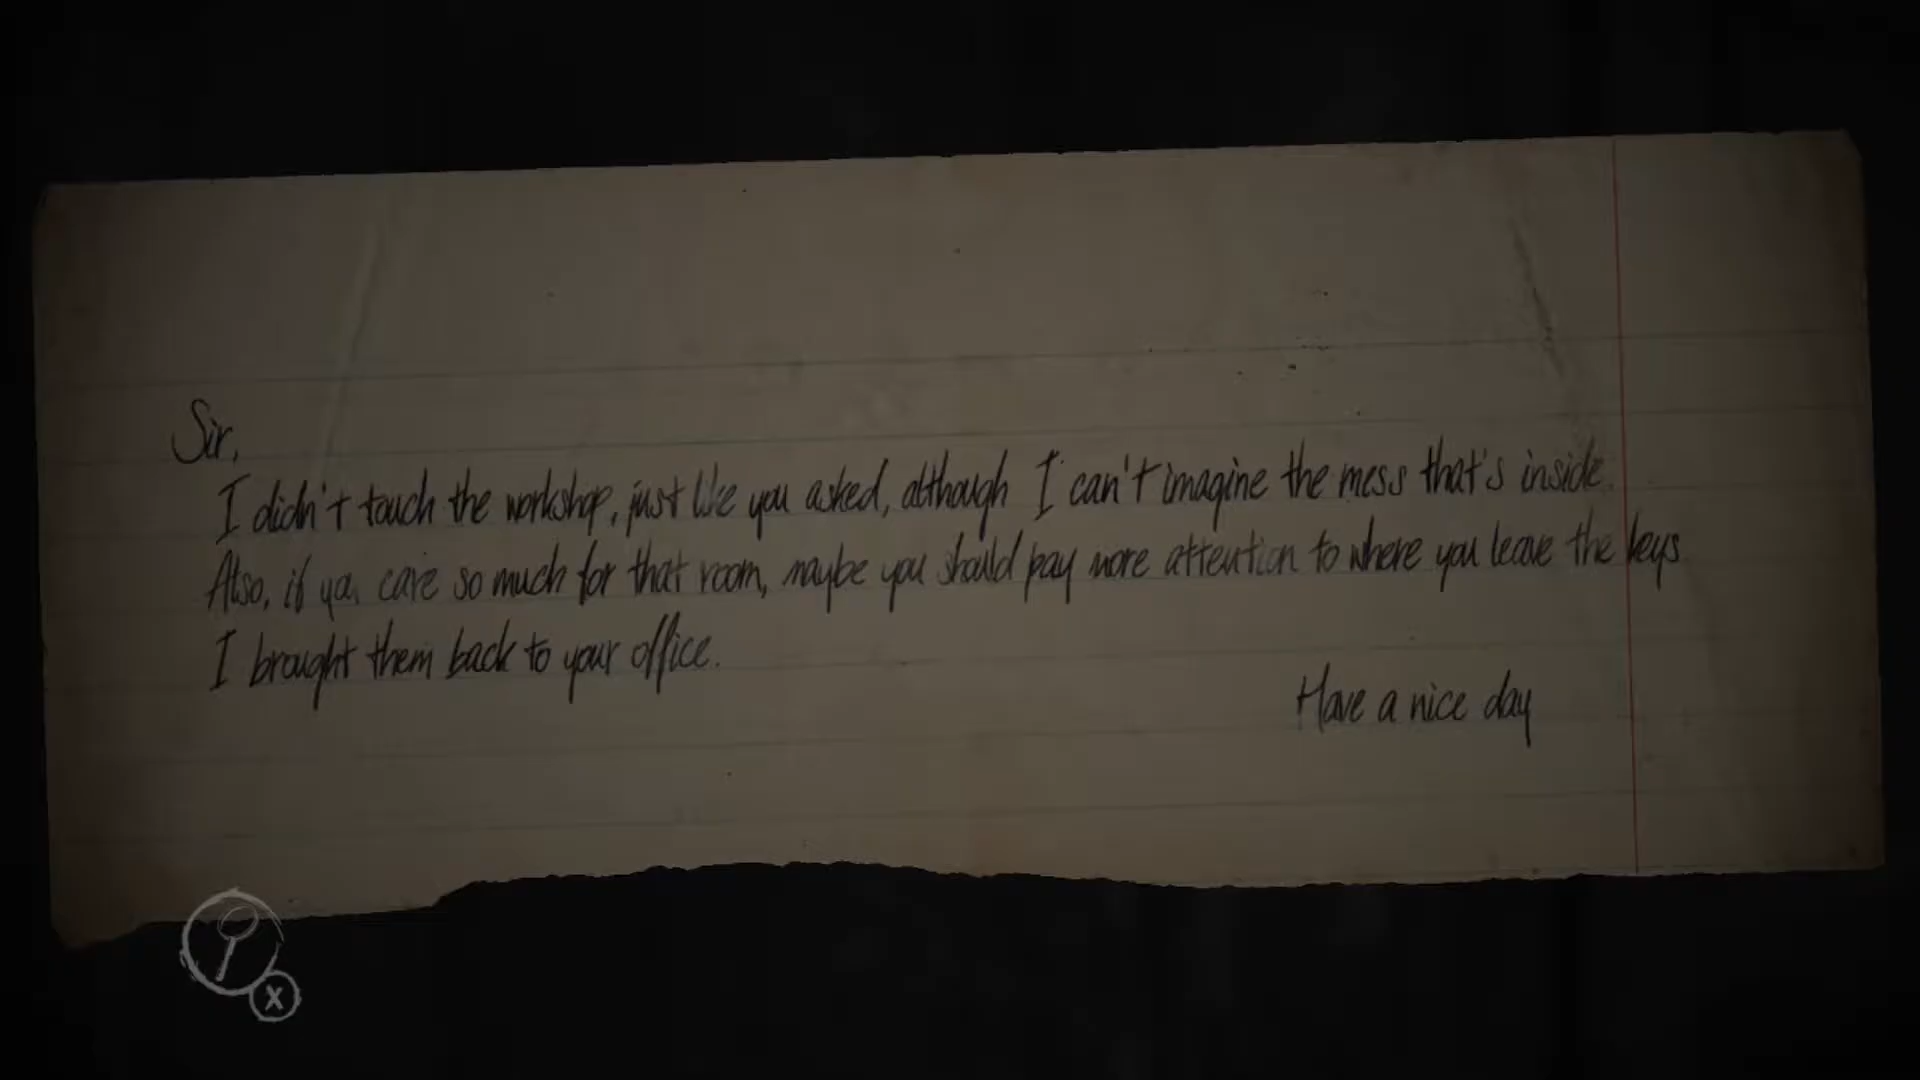 Sir,
I didn't touch the workshop, just like you asked, although I can't imagine the mess that's inside.
Also, if you care so much for that room, maybe you should pay more attention to where you leave the keys
I brought them back to your office.
Have a nice day
X